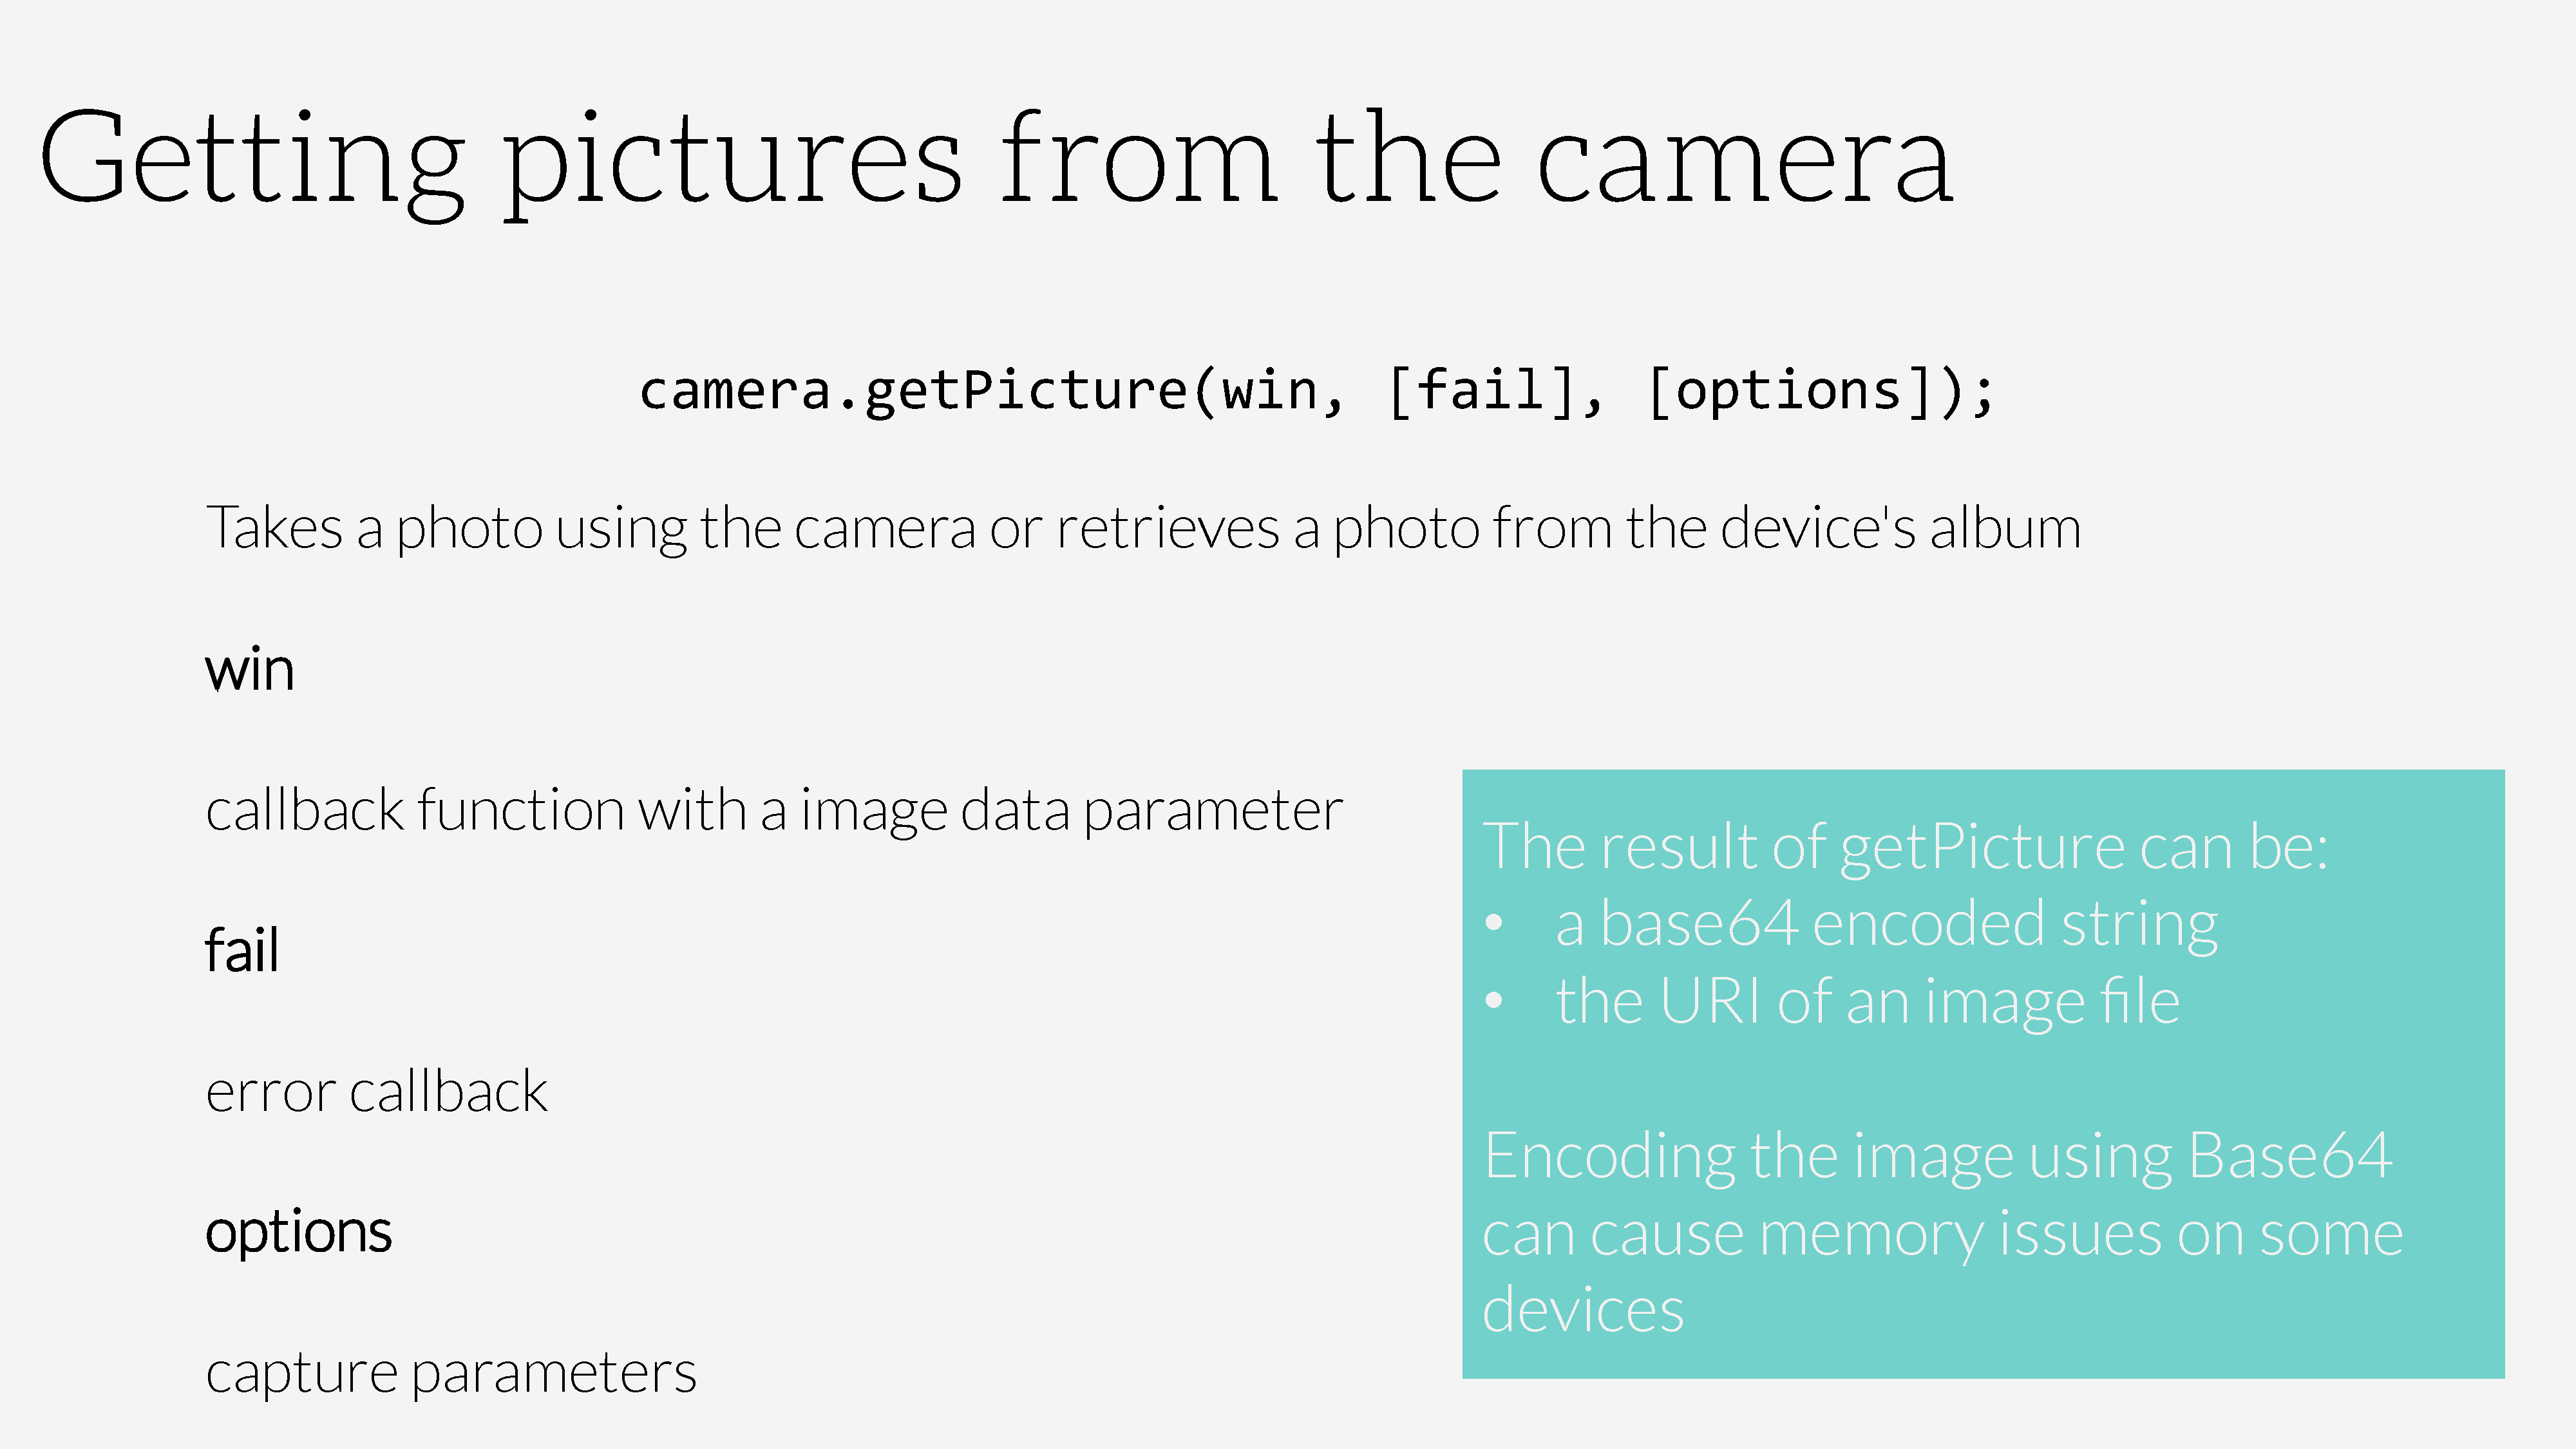 Getting pictures from the camera
camera.getPicture(win, [fail], [options]);
Takes a photo using the camera or retrieves a photo from the device's album
win
callback function with a image data parameter
fail
error callback
options
capture parameters
The result of getPicture can be:
• a base64 encoded string
• the URI of an image file
Encoding the image using Base64
can cause memory issues on some
devices